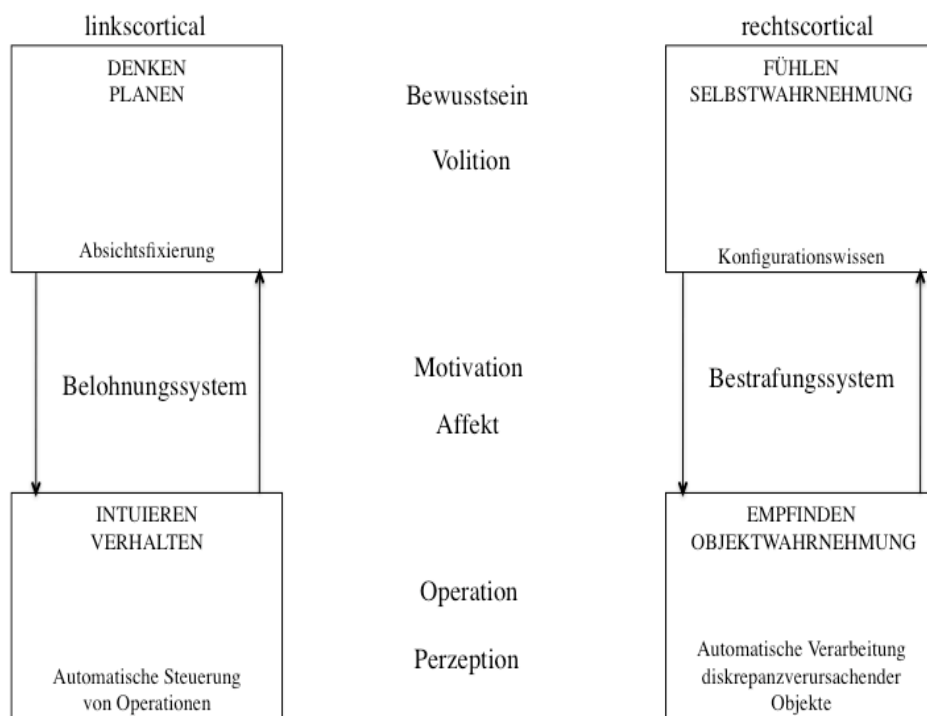 linkscortical
rechtscortical
DENKEN
PLANEN
Absichtsfixierung
Bewusstsein
Volition
FÜHLEN
SELBSTWAHRNEHMUNG
Konfigurationswissen
Belohnungssystem
Motivation
Affekt
Bestrafungssystem
INTUIEREN
VERHALTEN
Automatische Steuerung
von Operationen
Operation
Perzeption
EMPFINDEN
OBJEKTWAHRNEHMUNG
Automatische Verarbeitung
diskrepanzverursachender
Objekte